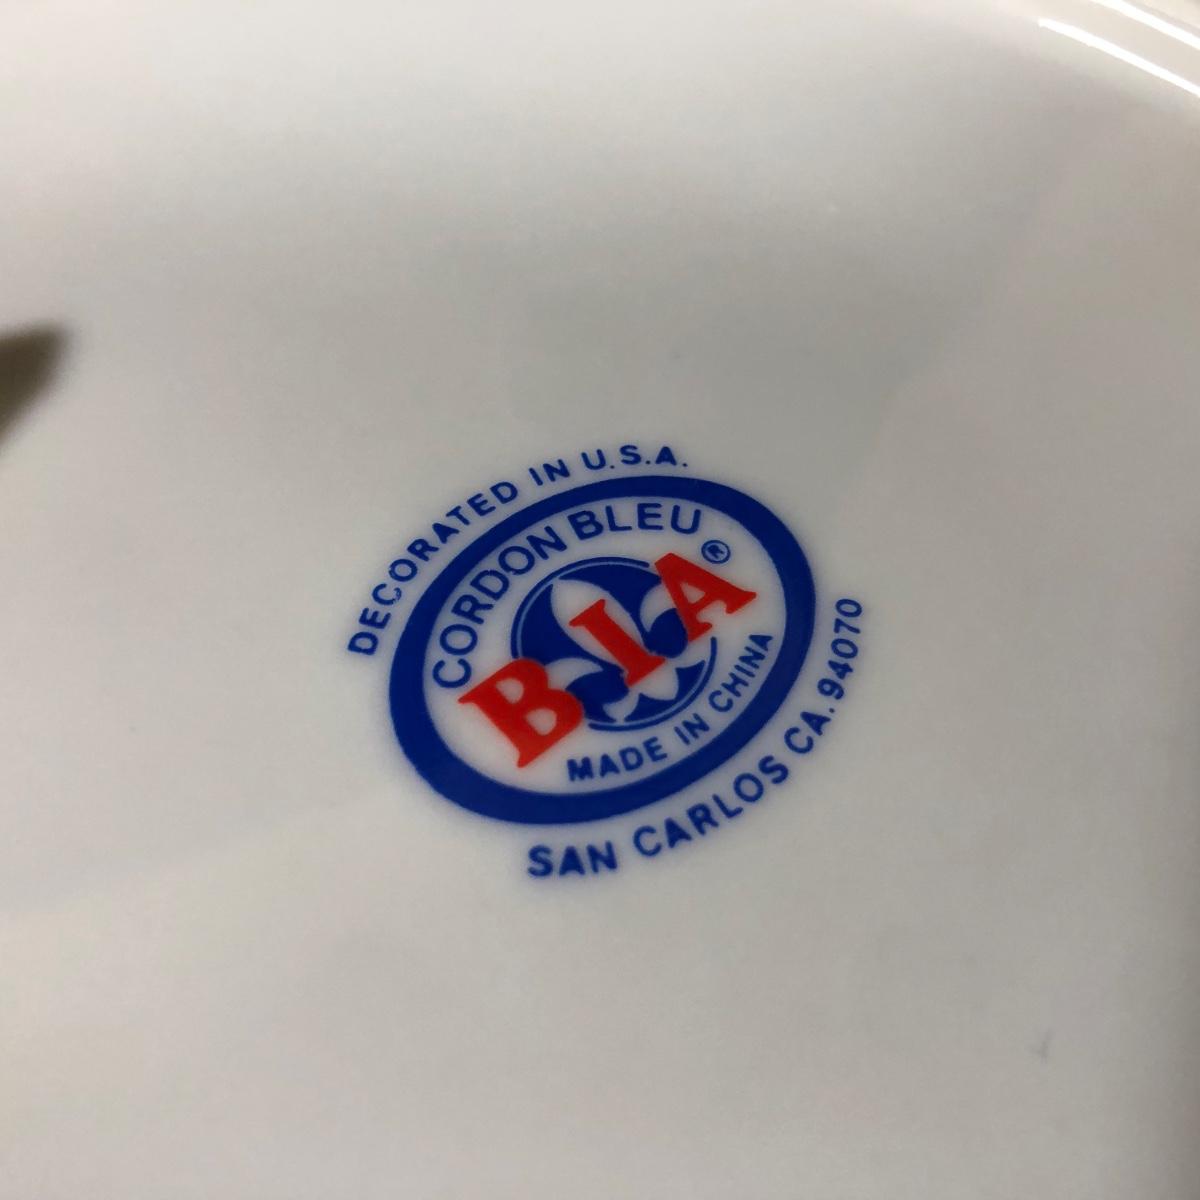 DECORATED IN U.S.A.
CORDON BLEU
BIA®
MADE IN CHINA
SAN CARLOS CA. 94070